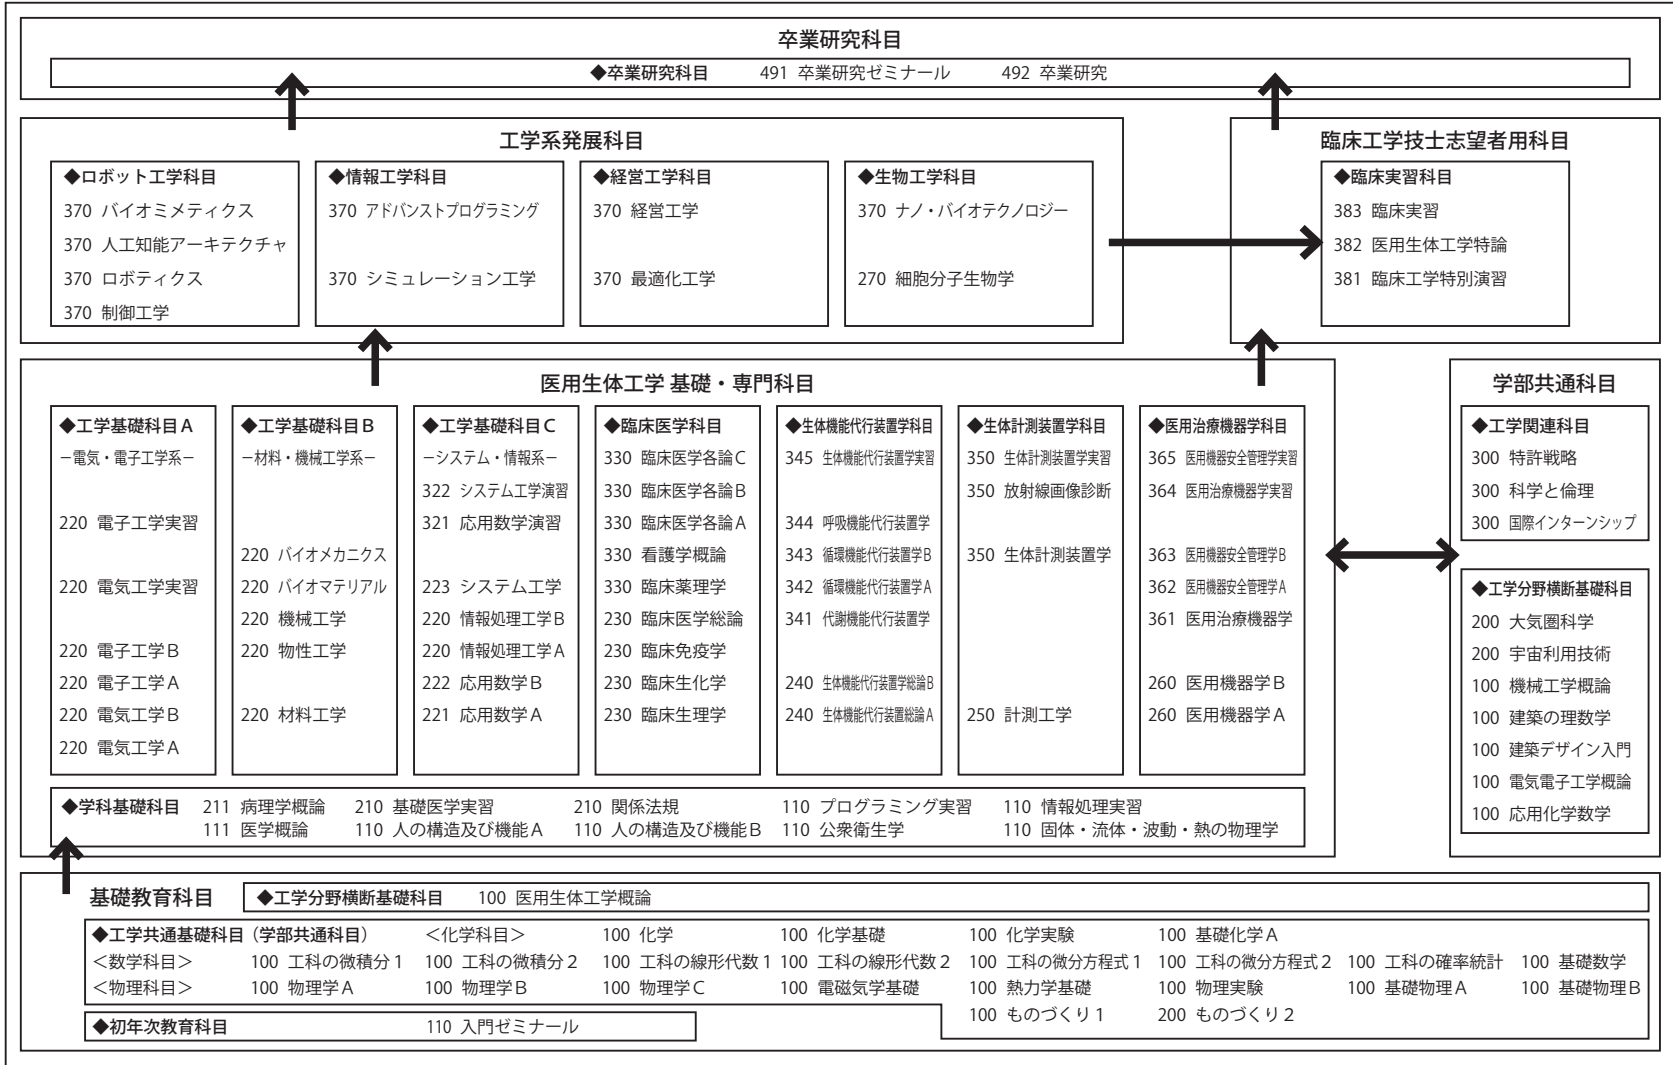 卒業研究科目
◆卒業研究科目 491 卒業研究ゼミナール 492 卒業研究
工学系発展科目
◆ロボット工学科目
370 バイオミメティクス
370 人工知能アーキテクチャ
370 ロボティクス
370 制御工学
◆情報工学科目
370 アドバンストプログラミング
370 シミュレーション工学
◆経営工学科目
370 経営工学
370 最適化工学
◆生物工学科目
370 ナノ・バイオテクノロジー
270 細胞分子生物学
臨床工学技士志望者用科目
◆臨床実習科目
383 臨床実習
382 医用生体工学特論
381 臨床工学特別演習
医用生体工学 基礎・専門科目
◆工学基礎科目A
−電気・電子工学系−
220 電子工学実習
220 電気工学実習
220 電子工学B
220 電子工学A
220 電気工学B
220 電気工学A
◆工学基礎科目B
−材料・機械工学系−
220 バイオメカニクス
220 バイオマテリアル
220 機械工学
220 物性工学
220 材料工学
◆工学基礎科目C
−システム・情報系−
322 システム工学演習
321 応用数学演習
223 システム工学
220 情報処理工学B
220 情報処理工学A
222 応用数学B
221 応用数学A
◆臨床医学科目
330 臨床医学各論C
330 臨床医学各論B
330 臨床医学各論A
330 看護学概論
330 臨床薬理学
230 臨床医学総論
230 臨床免疫学
230 臨床生化学
230 臨床生理学
◆生体機能代行装置学科目
345 生体機能代行装置学実習
344 呼吸機能代行装置学
343 循環機能代行装置学B
342 循環機能代行装置学A
341 代謝機能代行装置学
240 生体機能代行装置学総論B
240 生体機能代行装置総論A
◆生体計測装置学科目
350 生体計測装置学実習
350 放射線画像診断
350 生体計測装置学
250 計測工学
◆医用治療機器学科目
365 医用機器安全管理学実習
364 医用治療機器学実習
363 医用機器安全管理学B
362 医用機器安全管理学A
361 医用治療機器学
260 医用機器学B
260 医用機器学A
◆学科基礎科目 211 病理学概論 210 基礎医学実習 210 関係法規 110 プログラミング実習 110 情報処理実習
111 医学概論 110 人の構造及び機能A 110 人の構造及び機能B 110 公衆衛生学 110 固体・流体・波動・熱の物理学
学部共通科目
◆工学関連科目
300 特許戦略
300 科学と倫理
300 国際インターンシップ
◆工学分野横断基礎科目
200 大気圏科学
200 宇宙利用技術
100 機械工学概論
100 建築の理数学
100 建築デザイン入門
100 電気電子工学概論
100 応用化学数学
基礎教育科目
◆工学分野横断基礎科目 100 医用生体工学概論
◆工学共通基礎科目（学部共通科目） ＜化学科目＞ 100 化学 100 化学基礎 100 化学実験 100 基礎化学A
＜数学科目＞ 100 工科の微積分1 100 工科の微積分2 100 工科の線形代数1 100 工科の線形代数2 100 工科の微分方程式1 100 工科の微分方程式2 100 工科の確率統計 100 基礎数学
＜物理科目＞ 100 物理学A 100 物理学B 100 物理学C 100 電磁気学基礎 100 熱力学基礎 100 物理実験 100 基礎物理A 100 基礎物理B
100 ものづくり1 200 ものづくり2
◆初年次教育科目 110 入門ゼミナール